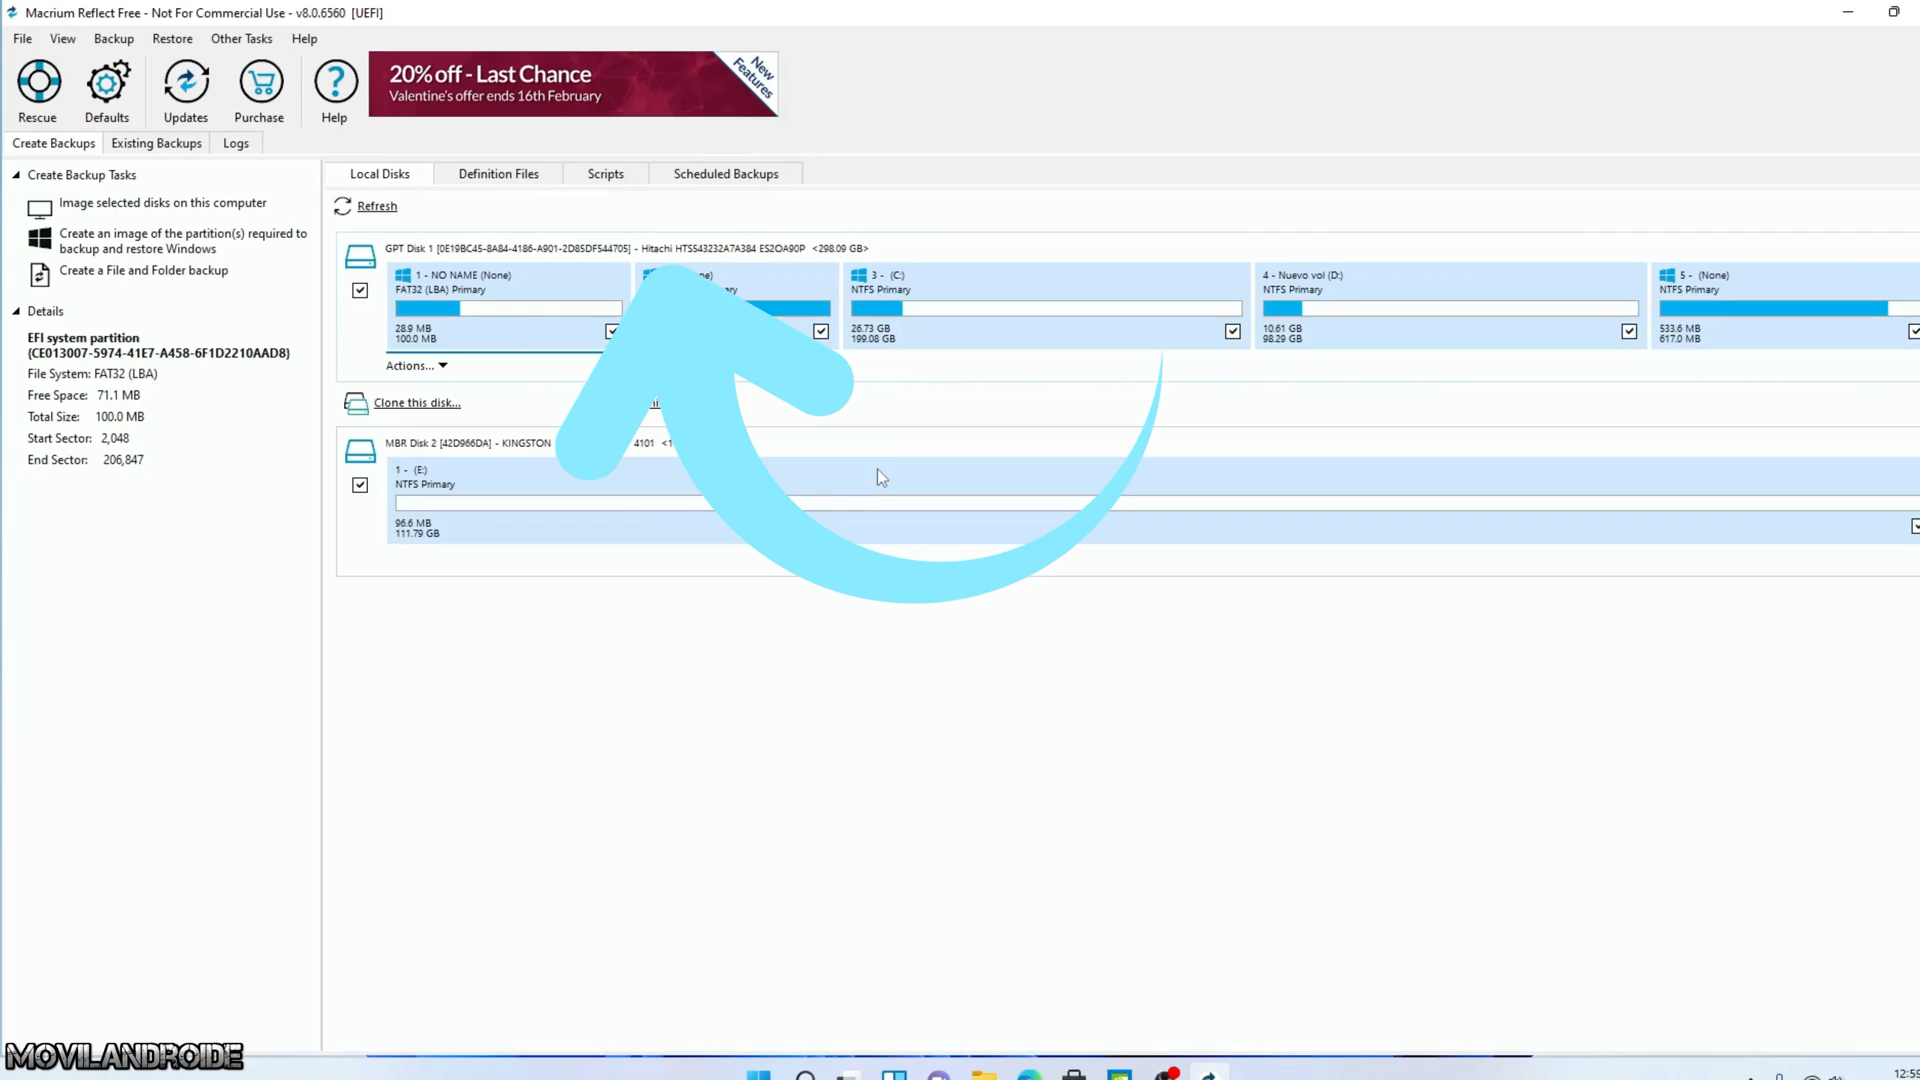 Macrium Reflect Free - Not For Commercial Use - v8.0.6560 [UEFI]
File View Backup Restore Other Tasks Help
20% off - Last Chance
Valentine's offer ends 16th February
New Features
Rescue Defaults Updates Purchase Help
Create Backups Existing Backups Logs
Create Backup Tasks
Image selected disks on this computer
Create an image of the partition(s) required to
backup and restore Windows
Create a File and Folder backup
Details
EFI system partition
{CE013007-5974-41E7-A458-6F1D2210AAD8}
File System: FAT32 (LBA)
Free Space: 71.1 MB
Total Size: 100.0 MB
Start Sector: 2,048
End Sector: 206,847
Local Disks Definition Files Scripts Scheduled Backups
Refresh
GPT Disk 1 [0E19BC45-8A84-4186-A901-2D85DF544705] - Hitachi HTS543232A7A384 ES2OA90P <298.09 GB>
1 - NO NAME (None)
FAT32 (LBA) Primary
28.9 MB
100.0 MB
3 - (C:)
NTFS Primary
26.73 GB
199.08 GB
4 - Nuevo vol (D:)
NTFS Primary
10.61 GB
98.29 GB
5 - (None)
NTFS Primary
533.6 MB
617.0 MB
Actions...
Clone this disk...
MBR Disk 2 [42D966DA] - KINGSTON 4101 <1
1 - (E:)
NTFS Primary
96.6 MB
111.79 GB
MOVILANDROIDE
12:59